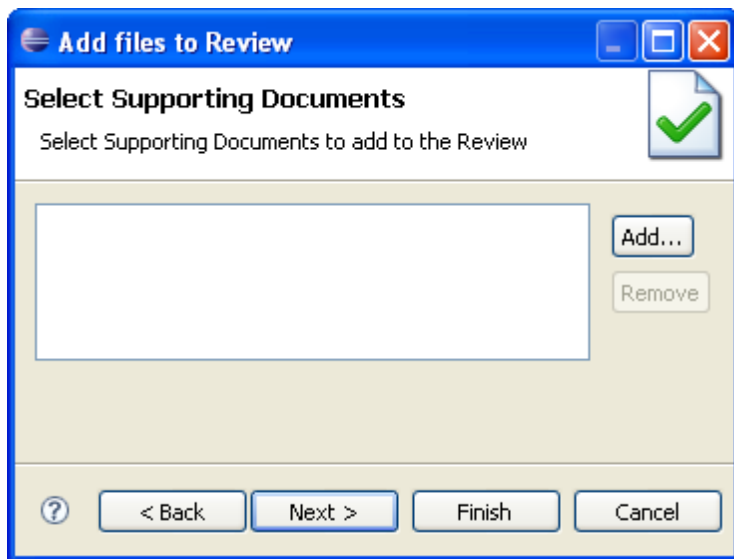 Add files to Review
Select Supporting Documents
Select Supporting Documents to add to the Review
Add...
Remove
? < Back Next > Finish Cancel